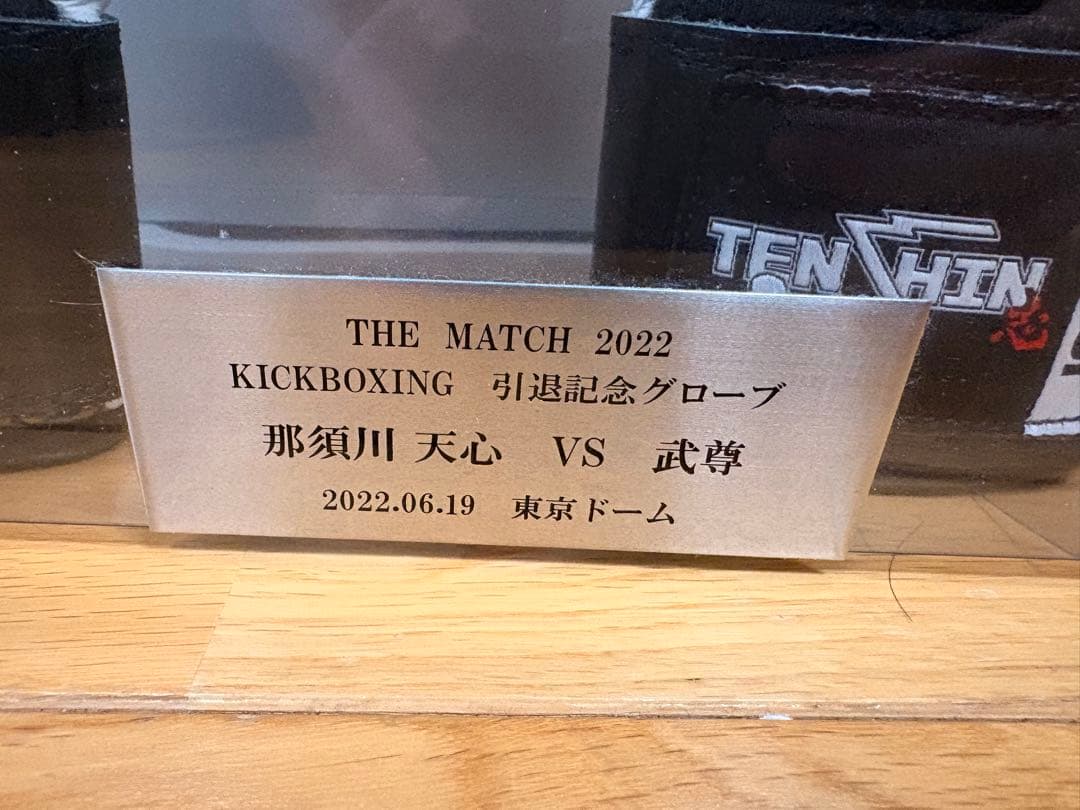 TENSHIN
THE MATCH 2022
KICKBOXING 引退記念グローブ
那須川 天心 VS 武尊
2022.06.19 東京ドーム